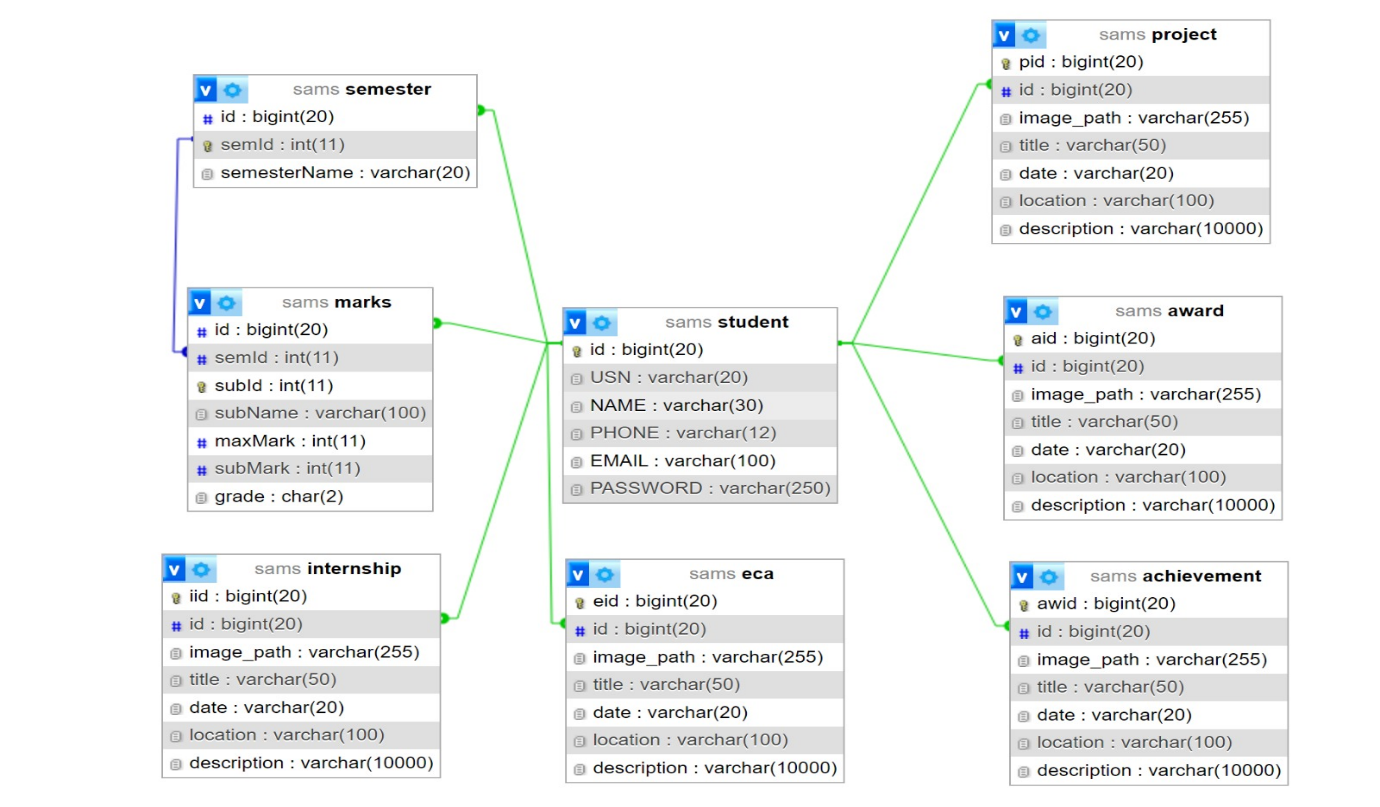 v sams semester
id : bigint(20)
semId : int(11)
semesterName : varchar(20)
v sams marks
id : bigint(20)
semId : int(11)
subId : int(11)
subName : varchar(100)
maxMark : int(11)
subMark : int(11)
grade : char(2)
v sams internship
iid : bigint(20)
id : bigint(20)
image_path : varchar(255)
title : varchar(50)
date : varchar(20)
location : varchar(100)
description : varchar(10000)
v sams student
id : bigint(20)
USN : varchar(20)
NAME : varchar(30)
PHONE : varchar(12)
EMAIL : varchar(100)
PASSWORD : varchar(250)
v sams eca
eid : bigint(20)
id : bigint(20)
image_path : varchar(255)
title : varchar(50)
date : varchar(20)
location : varchar(100)
description : varchar(10000)
v sams project
pid : bigint(20)
id : bigint(20)
image_path : varchar(255)
title : varchar(50)
date : varchar(20)
location : varchar(100)
description : varchar(10000)
v sams award
aid : bigint(20)
id : bigint(20)
image_path : varchar(255)
title : varchar(50)
date : varchar(20)
location : varchar(100)
description : varchar(10000)
v sams achievement
awid : bigint(20)
id : bigint(20)
image_path : varchar(255)
title : varchar(50)
date : varchar(20)
location : varchar(100)
description : varchar(10000)